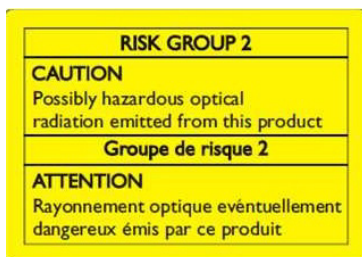 RISK GROUP 2
CAUTION
Possibly hazardous optical
radiation emitted from this product
Groupe de risque 2
ATTENTION
Rayonnement optique evéntuellement
dangereux émis par ce produit